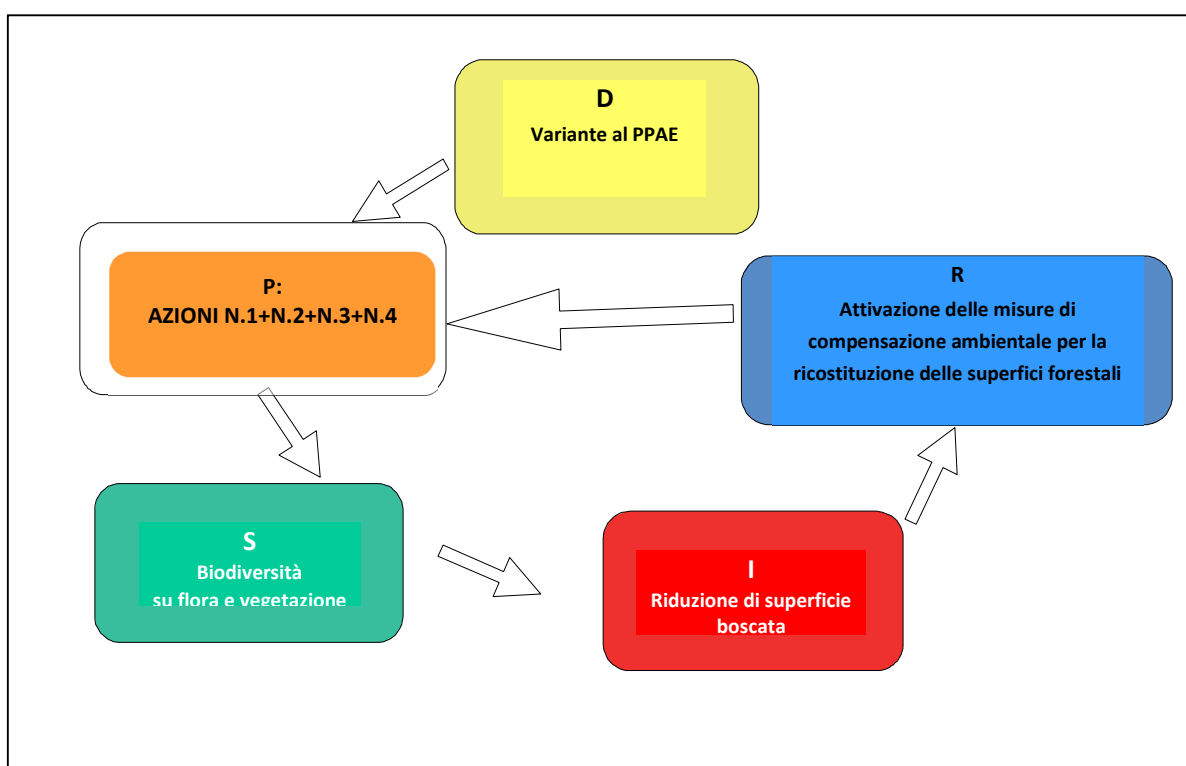 D
Variante al PPAE
P:
AZIONI N.1+N.2+N.3+N.4
R
Attivazione delle misure di
compensazione ambientale per la
ricostituzione delle superfici forestali
S
Biodiversità
su flora e vegetazione
I
Riduzione di superficie
boscata